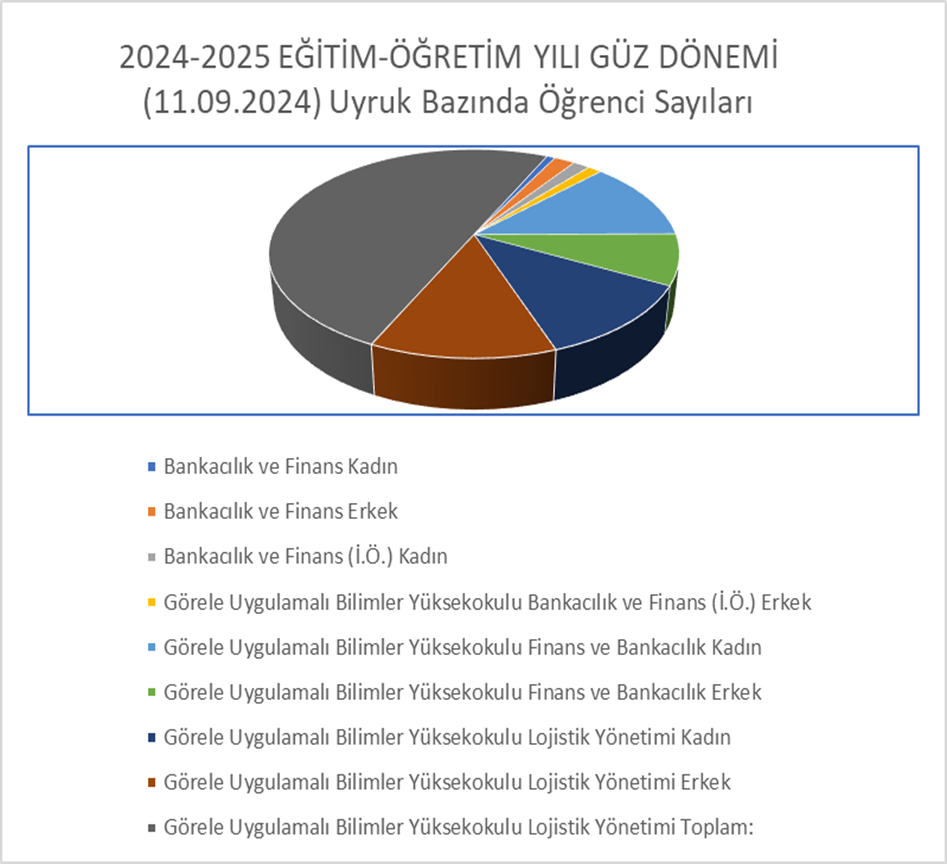 2024-2025 EĞİTİM-ÖĞRETİM YILI GÜZ DÖNEMİ
(11.09.2024) Uyruk Bazında Öğrenci Sayıları
Bankacılık ve Finans Kadın
Bankacılık ve Finans Erkek
Bankacılık ve Finans (İ.Ö.) Kadın
Görele Uygulamalı Bilimler Yüksekokulu Bankacılık ve Finans (İ.Ö.) Erkek
Görele Uygulamalı Bilimler Yüksekokulu Finans ve Bankacılık Kadın
Görele Uygulamalı Bilimler Yüksekokulu Finans ve Bankacılık Erkek
Görele Uygulamalı Bilimler Yüksekokulu Lojistik Yönetimi Kadın
Görele Uygulamalı Bilimler Yüksekokulu Lojistik Yönetimi Erkek
Görele Uygulamalı Bilimler Yüksekokulu Lojistik Yönetimi Toplam: